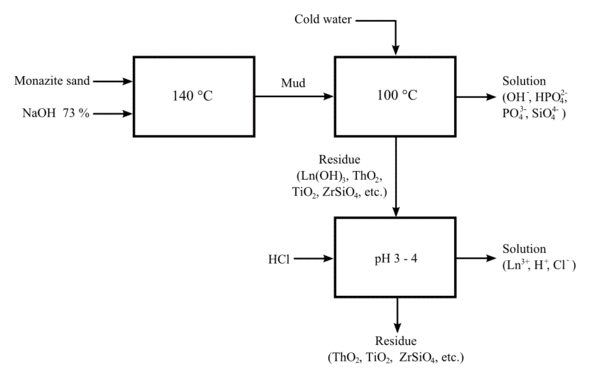 Cold water
Monazite sand
NaOH 73 %
140 °C
Mud
100 °C
Solution
(OH⁻, HPO₄²⁻,
PO₄³⁻, SiO₄⁴⁻ )
Residue
(Ln(OH)₃, ThO₂,
TiO₂, ZrSiO₄, etc.)
HCl
pH 3 - 4
Solution
(Ln³⁺, H⁺, Cl⁻ )
Residue
(ThO₂, TiO₂, ZrSiO₄, etc.)